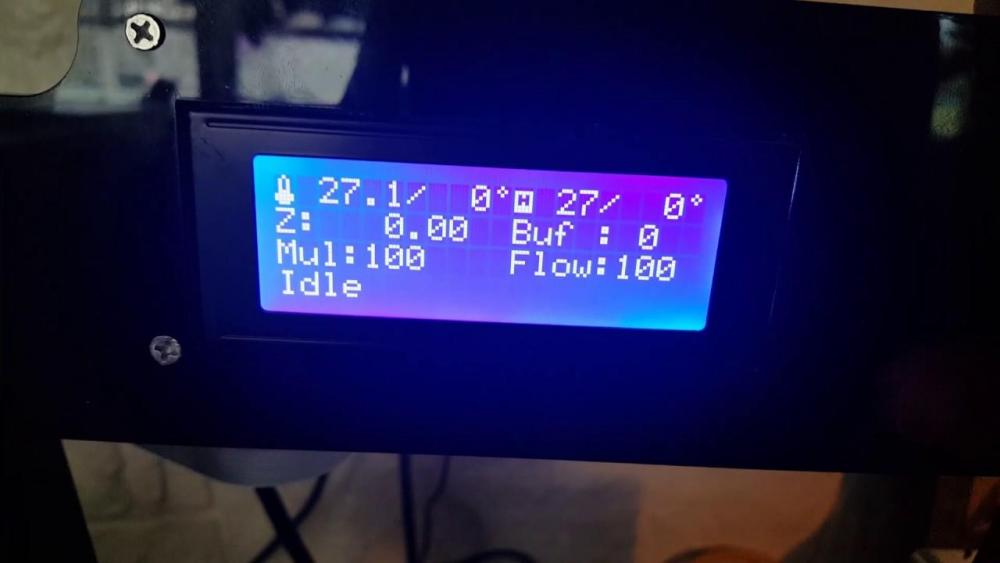 27.1/ 0° 27/ 0°
Z: 0.00 Buf : 0
Mul:100 Flow:100
Idle